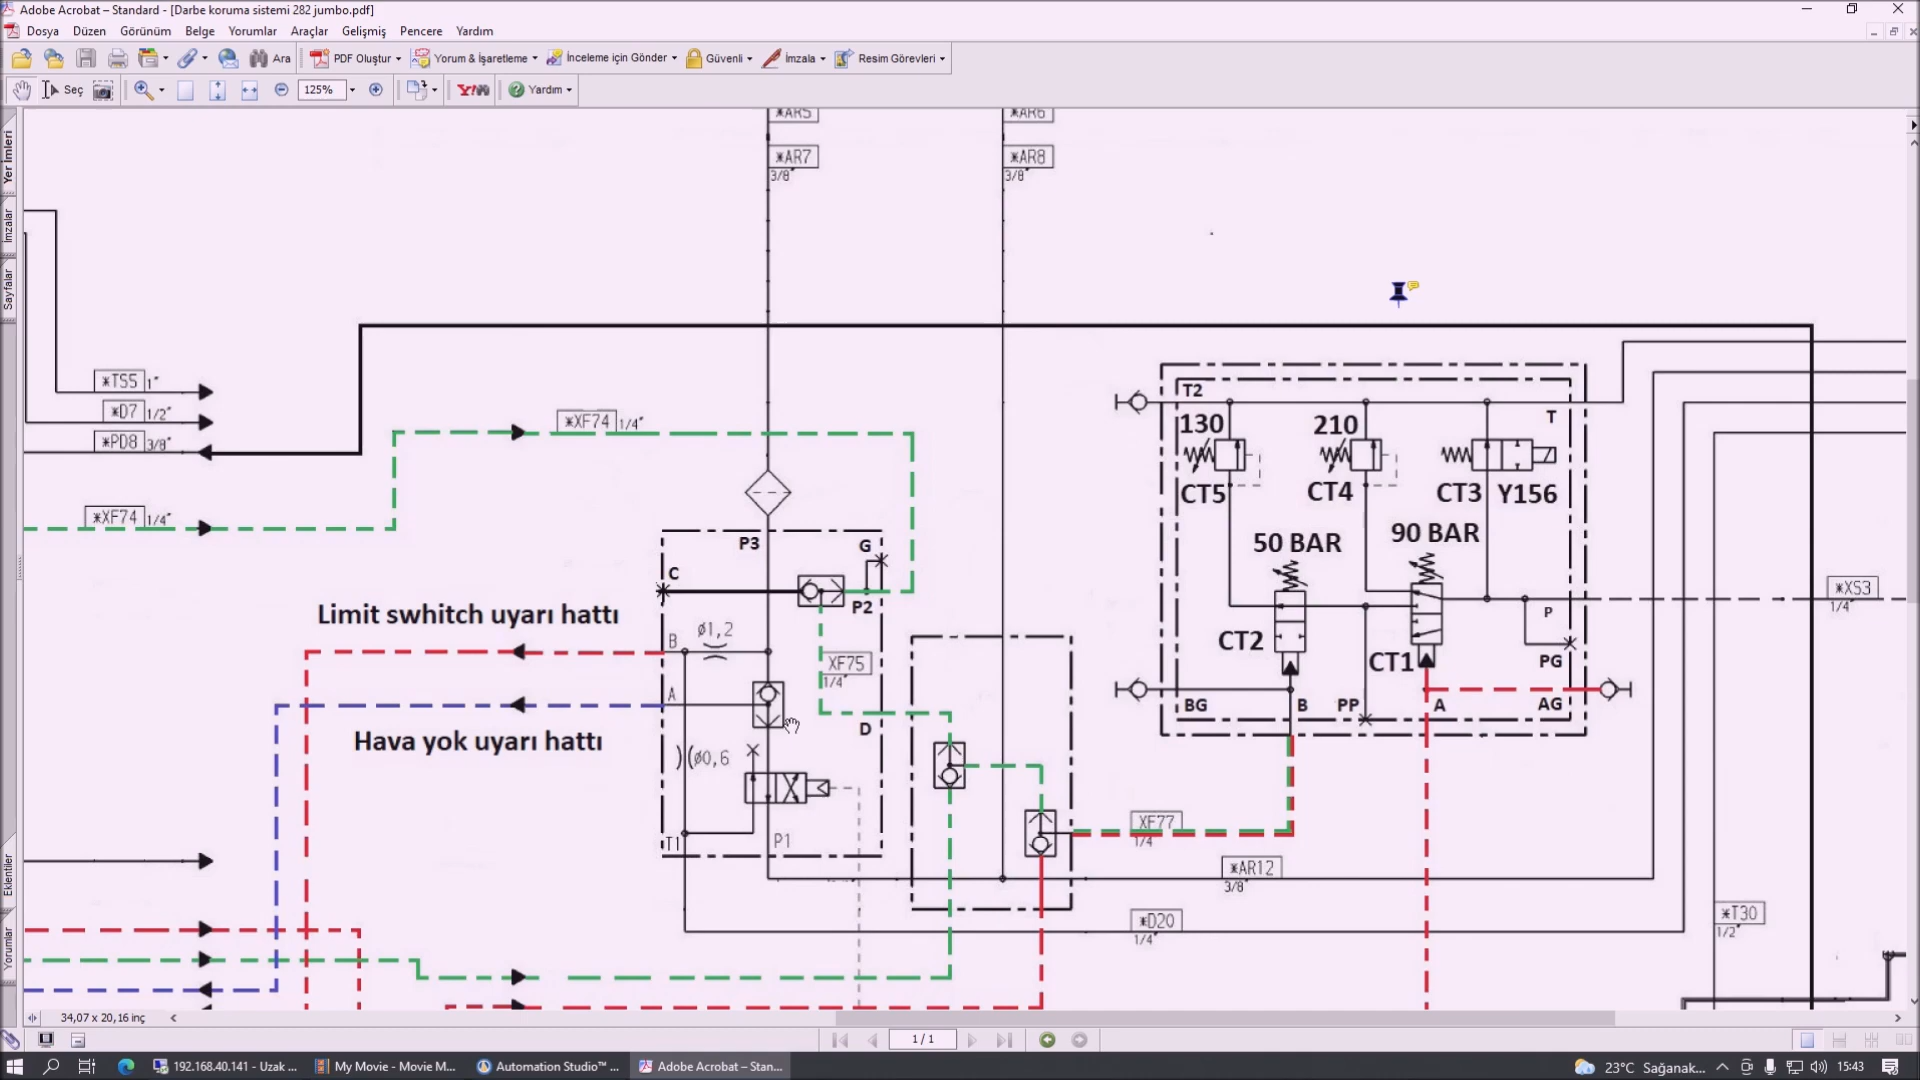 Adobe Acrobat – Standard - [Darbe koruma sistemi 282 jumbo.pdf]
Dosya Düzen Görünüm Belge Yorumlar Araçlar Gelişmiş Pencere Yardım
Ara PDF Oluştur Yorum & İşaretleme İnceleme için Gönder Güvenli İmzala Resim Görevleri
Seç 125% Y! Yardım
Yer İmleri
İmzalar
Sayfalar
Eklentiler
Yorumlar
*AR5
*AR6
*AR7
3/8"
*AR8
3/8"
*TS5 1"
*D7 1/2"
*PD8 3/8"
*XF74 1/4"
*XF74 1/4"
T2
T
130
210
CT5
CT4
CT3
Y156
50 BAR
90 BAR
P3
G
C
P2
*XS3
1/4"
P
Limit swhitch uyarı hattı
B
ø1,2
XF75
1/4"
CT2
CT1
PG
A
BG
B
PP
A
AG
D
Hava yok uyarı hattı
ø0,6
T1
P1
XF77
1/4
*AR12
3/8"
*D20
1/4"
*T30
1/2"
34,07 x 20,16 inç
1 / 1
192.168.40.141 - Uzak ...
My Movie - Movie M...
Automation Studio™ ...
Adobe Acrobat – Stan...
23°C Sağanak...
15:43